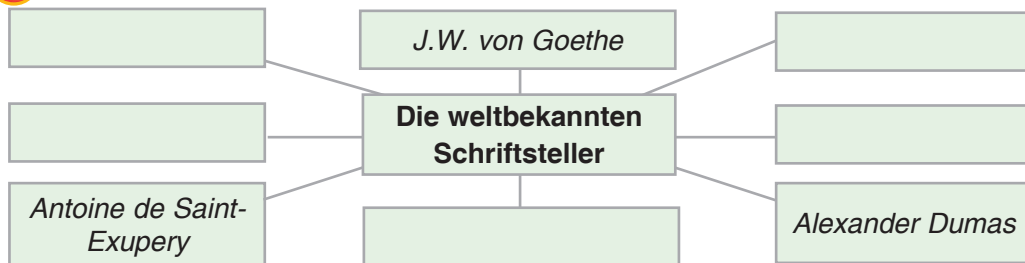 J.W. von Goethe
Die weltbekannten
Schriftsteller
Antoine de Saint-
Exupery
Alexander Dumas